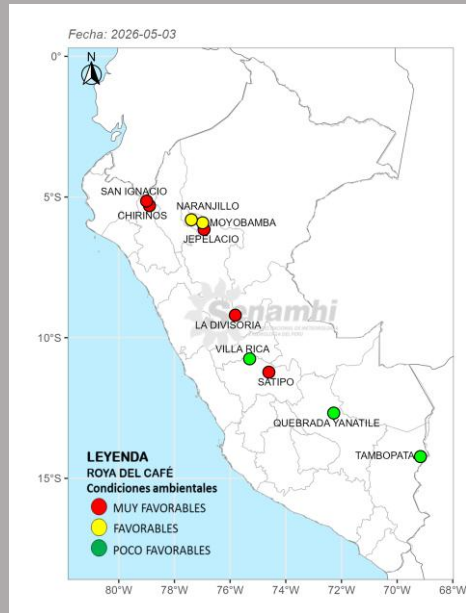 Fecha: 2026-05-03
N
0°
5°S
10°S
15°S
SAN IGNACIO
CHIRINOS
NARANJILLO
MOYOBAMBA
JEPELACIO
Senamhi
LA DIVISORIA
VILLA RICA
SATIPO
QUEBRADA YANATILE
TAMBOPATA
LEYENDA
ROYA DEL CAFÉ
Condiciones ambientales
MUY FAVORABLES
FAVORABLES
POCO FAVORABLES
80°W 78°W 76°W 74°W 72°W 70°W 68°W